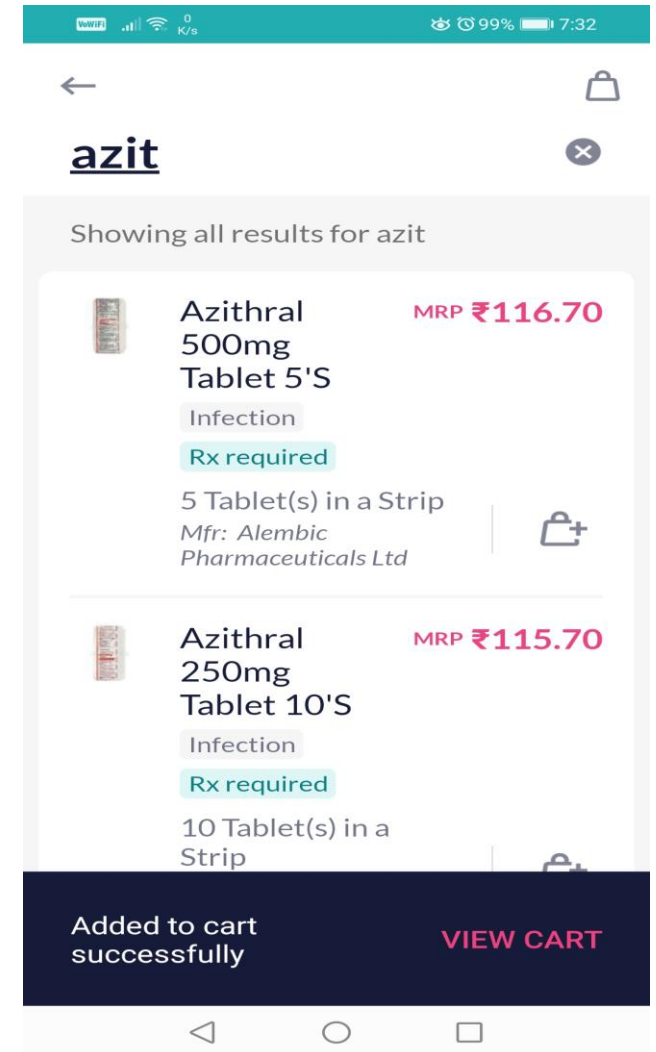 VoWiFi 0 K/s 99% 7:32
azit
Showing all results for azit
Azithral MRP ₹116.70
500mg
Tablet 5'S
Infection
Rx required
5 Tablet(s) in a Strip
Mfr: Alembic
Pharmaceuticals Ltd
Azithral MRP ₹115.70
250mg
Tablet 10'S
Infection
Rx required
10 Tablet(s) in a
Strip
Added to cart
successfully
VIEW CART